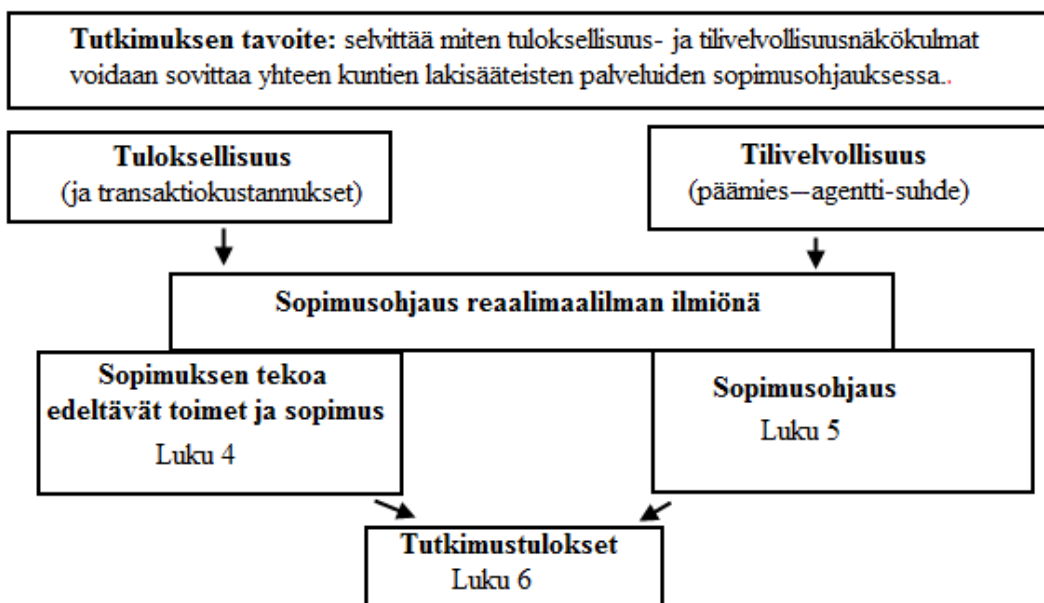 Tutkimuksen tavoite: selvittää miten tuloksellisuus- ja tilivelvollisuusnäkökulmat
voidaan sovittaa yhteen kuntien lakisääteisten palveluiden sopimusohjauksessa..
Tuloksellisuus
(ja transaktiokustannukset)
Tilivelvollisuus
(päämies—agentti-suhde)
Sopimusohjaus reaalimaalilman ilmiönä
Sopimuksen tekoa
edeltävät toimet ja sopimus
Luku 4
Sopimusohjaus
Luku 5
Tutkimustulokset
Luku 6